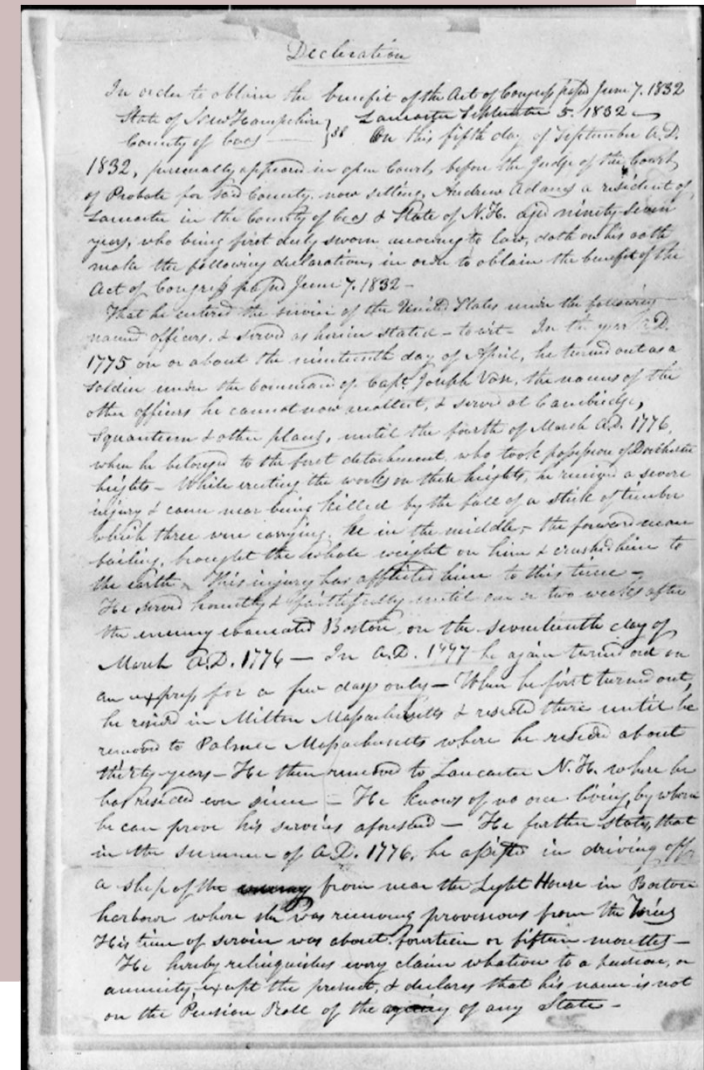 Declaration
In order to obtain the benefit of the Act of Congress passed June 7. 1832
State of New Hampshire } Lancaster September 5. 1832
County of Coos } ss On this fifth day of September A.D.
1832, personally appeared in open Court, before the Judge of the Court
of Probate for said County, now sitting, Andrew Adams a resident of
Lancaster in the County of Coos & State of N.H. aged ninety seven
years, who being first duly sworn according to law, doth on his oath
make the following declaration, in order to obtain the benefit of the
Act of Congress passed June 7. 1832 -
That he entered the service of the United States under the following
named officers, & served as herein stated - to wit - In the year A.D.
1775 on or about the nineteenth day of April, he turned out as a
Soldier under the Command of Capt. Joseph Vose, the names of the
other officers he cannot now recollect, & served at Cambridge,
Squantum & other places, until the fourth of March A.D. 1776,
when he belonged to the first detachment who took possession of Dorchester
heights - While erecting the works on these heights, he received a severe
injury & came near being killed by the fall of a stick of timber
which three were carrying, he in the middle, - the forward man
failing, brought the whole weight on him & crushed him to
the earth. This injury has afflicted him to this time -
He served honestly & faithfully until one or two weeks after
the enemy evacuated Boston, on the seventeenth day of
March A.D. 1776 - In A.D. 1777 he again turned out on
an express for a few days only - When he first turned out,
he resided in Milton Massachusetts & resided there until he
removed to Palmer Massachusetts where he resided about
thirty years - He then removed to Lancaster N.H. where he
has resided ever since - He knows of no one living, by whom
he can prove his services aforesaid - He further states, that
in the summer of A.D. 1776, he assisted in driving off
a ship of the enemy from near the Light House in Boston
harbour where she was receiving provisions from the Tories
His time of service was about fourteen or fifteen months -
He hereby relinquishes every claim whatever to a pension, or
annuity, except the present, & declares that his name is not
on the Pension Roll of the agency of any State -